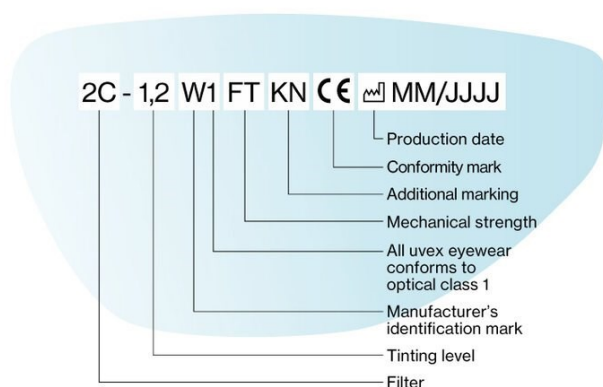 2C - 1,2 W1 FT KN CE MM/JJJJ
Production date
Conformity mark
Additional marking
Mechanical strength
All uvex eyewear
conforms to
optical class 1
Manufacturer's
identification mark
Tinting level
Filter